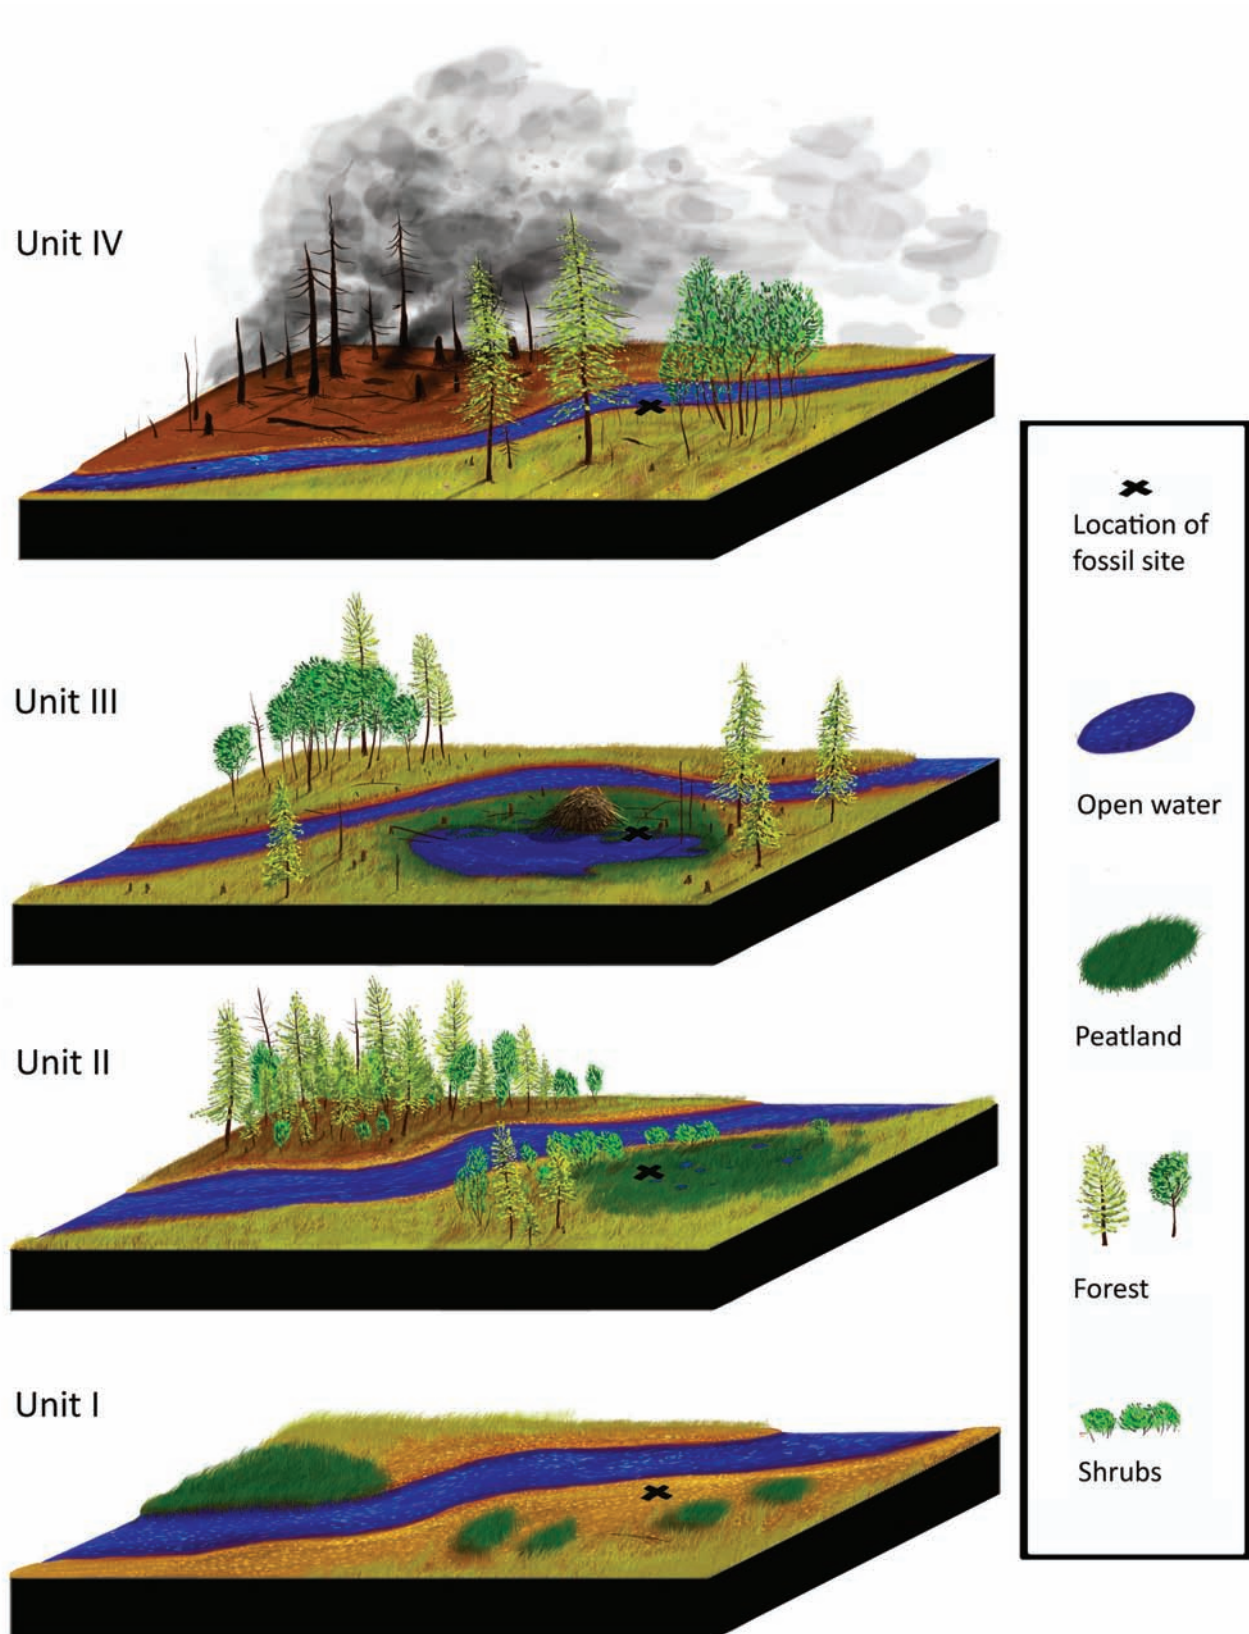 Unit IV
Unit III
Unit II
Unit I
Location of
fossil site
Open water
Peatland
Forest
Shrubs